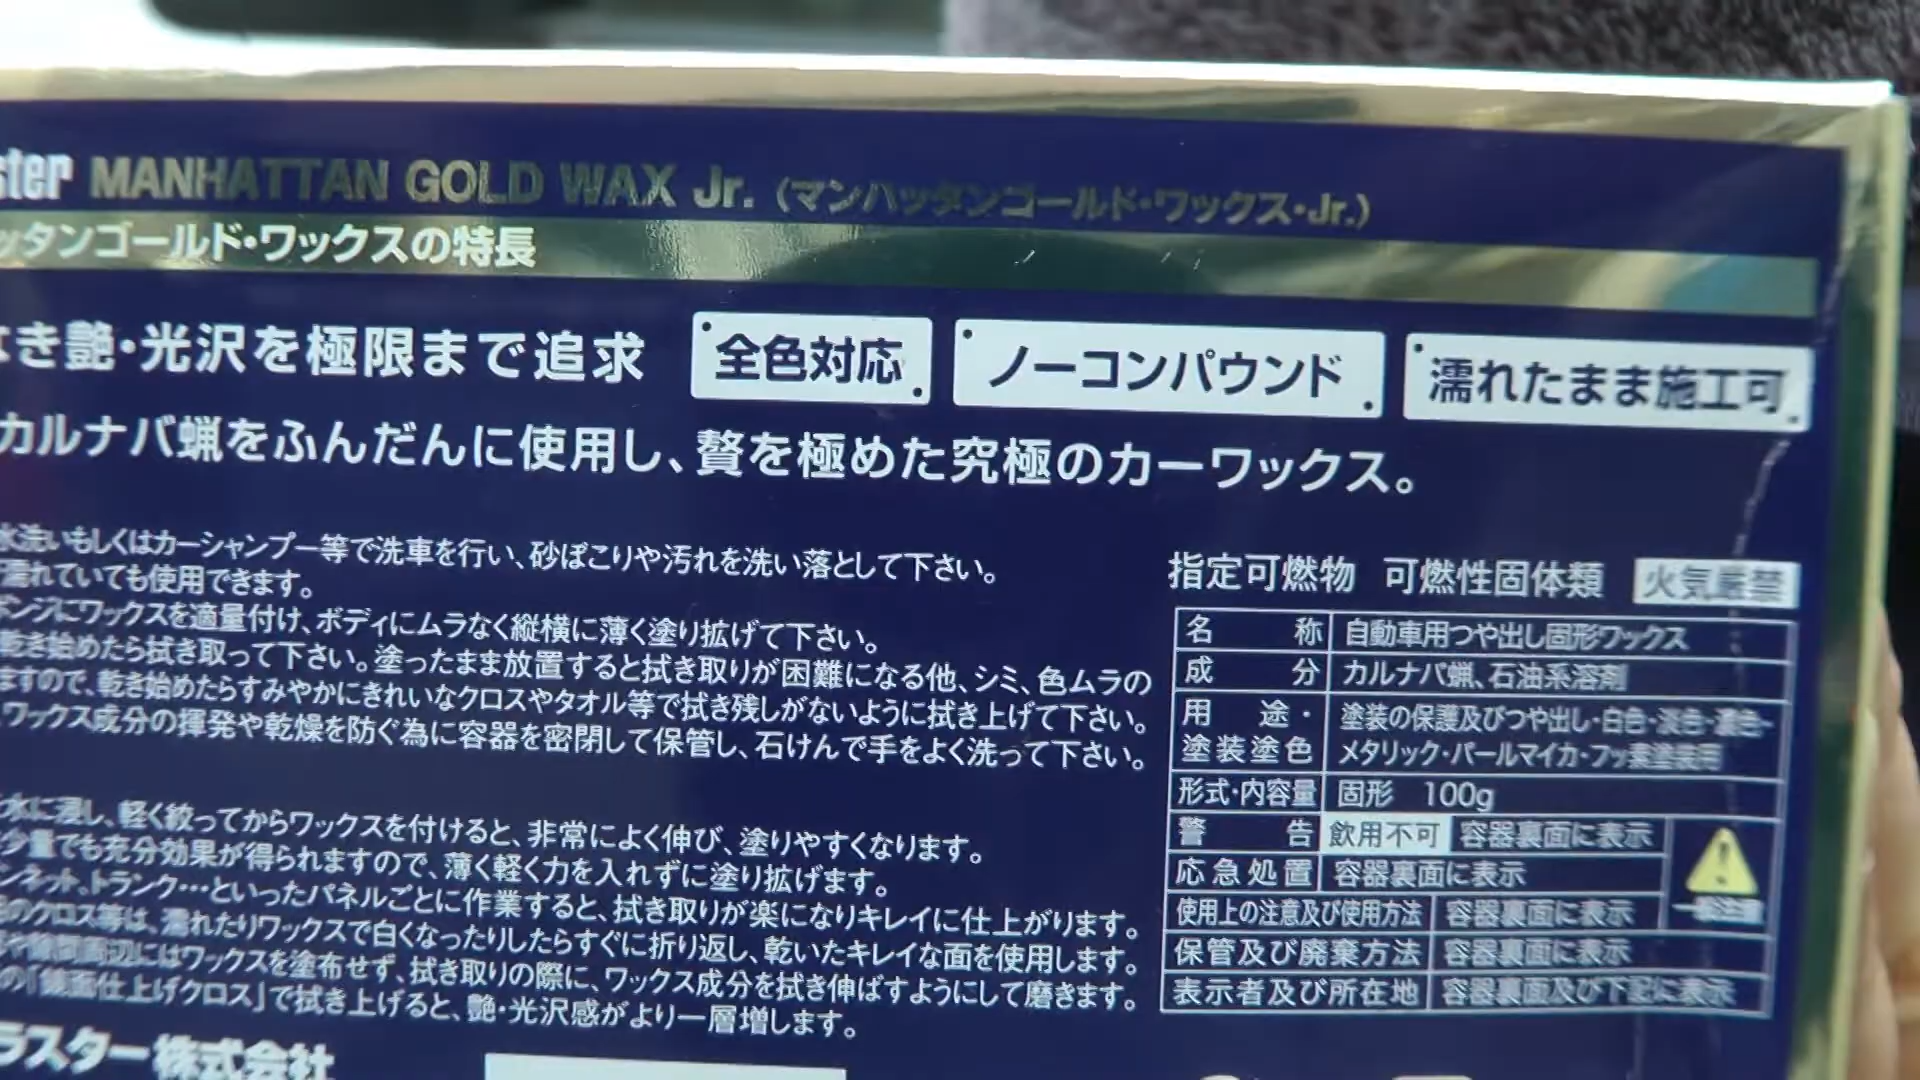 ster MANHATTAN GOLD WAX Jr. (マンハッタンゴールド・ワックス・Jr.)
ッタンゴールド・ワックスの特長
なき艶・光沢を極限まで追求
全色対応
ノーコンパウンド
濡れたまま施工可
カルナバ蝋をふんだんに使用し、贅を極めた究極のカーワックス。
水洗いもしくはカーシャンプー等で洗車を行い、砂ぼこりや汚れを洗い落として下さい。
濡れていても使用できます。
ポンジにワックスを適量付け、ボディにムラなく縦横に薄く塗り拡げて下さい。
乾き始めたら拭き取って下さい。塗ったまま放置すると拭き取りが困難になる他、シミ、色ムラの
ますので、乾き始めたらすみやかにきれいなクロスやタオル等で拭き残しがないように拭き上げて下さい。
ワックス成分の揮発や乾燥を防ぐ為に容器を密閉して保管し、石けんで手をよく洗って下さい。
水に浸し、軽く絞ってからワックスを付けると、非常によく伸び、塗りやすくなります。
少量でも充分効果が得られますので、薄く軽く力を入れずに塗り拡げます。
ンネット、トランク…といったパネルごとに作業すると、拭き取りが楽になりキレイに仕上がります。
のクロス等は、濡れたりワックスで白くなったりしたらすぐに折り返し、乾いたキレイな面を使用します。
にはワックスを塗布せず、拭き取りの際に、ワックス成分を拭き伸ばすようにして磨きます。
の「鏡面仕上げクロス」で拭き上げると、艶・光沢感がより一層増します。
ラスター株式会社
指定可燃物 可燃性固体類 火気厳禁
名称 自動車用つや出し固形ワックス
成分 カルナバ蝋、石油系溶剤
用途・塗装の保護及びつや出し・白色・淡色・濃色・
塗装塗色 メタリック・パールマイカ・フッ素塗装用
形式・内容量 固形 100g
警告 飲用不可 容器裏面に表示
応急処置 容器裏面に表示
使用上の注意及び使用方法 容器裏面に表示
一般注意
保管及び廃棄方法 容器裏面に表示
表示者及び所在地 容器裏面及び下記に表示